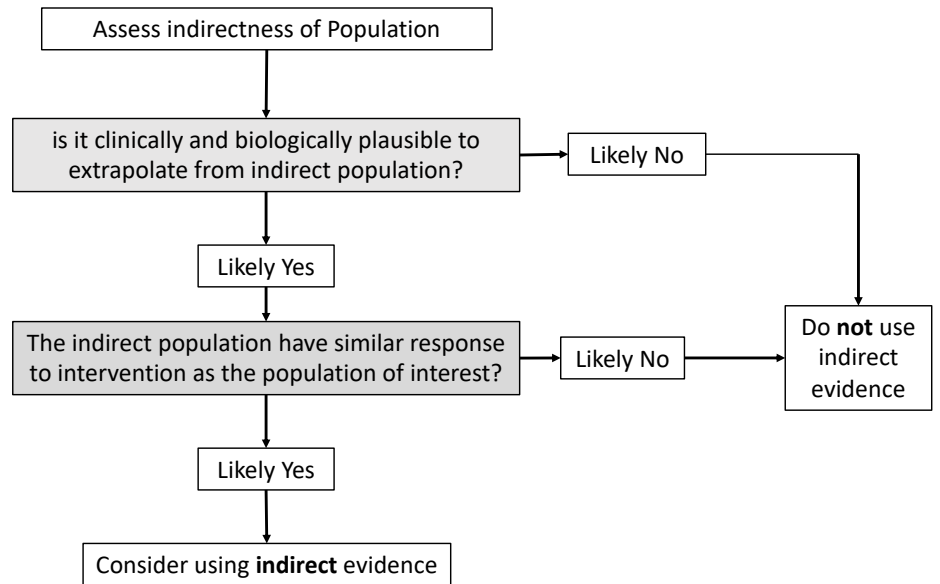 Assess indirectness of Population
is it clinically and biologically plausible to
extrapolate from indirect population?
Likely No
Likely Yes
The indirect population have similar response
to intervention as the population of interest?
Likely No
Do not use
indirect
evidence
Likely Yes
Consider using indirect evidence